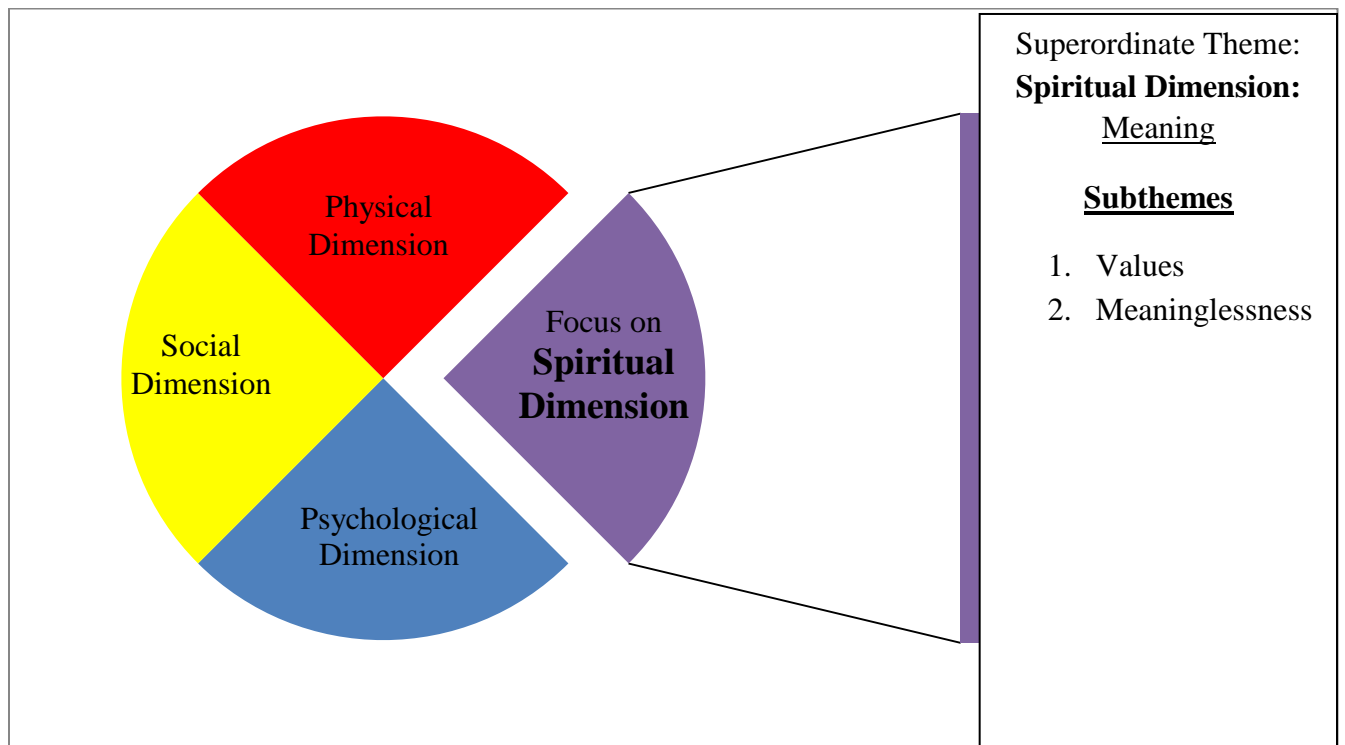 Physical
Dimension
Social
Dimension
Focus on
Spiritual
Dimension
Psychological
Dimension
Superordinate Theme:
Spiritual Dimension:
Meaning
Subthemes
1. Values
2. Meaninglessness